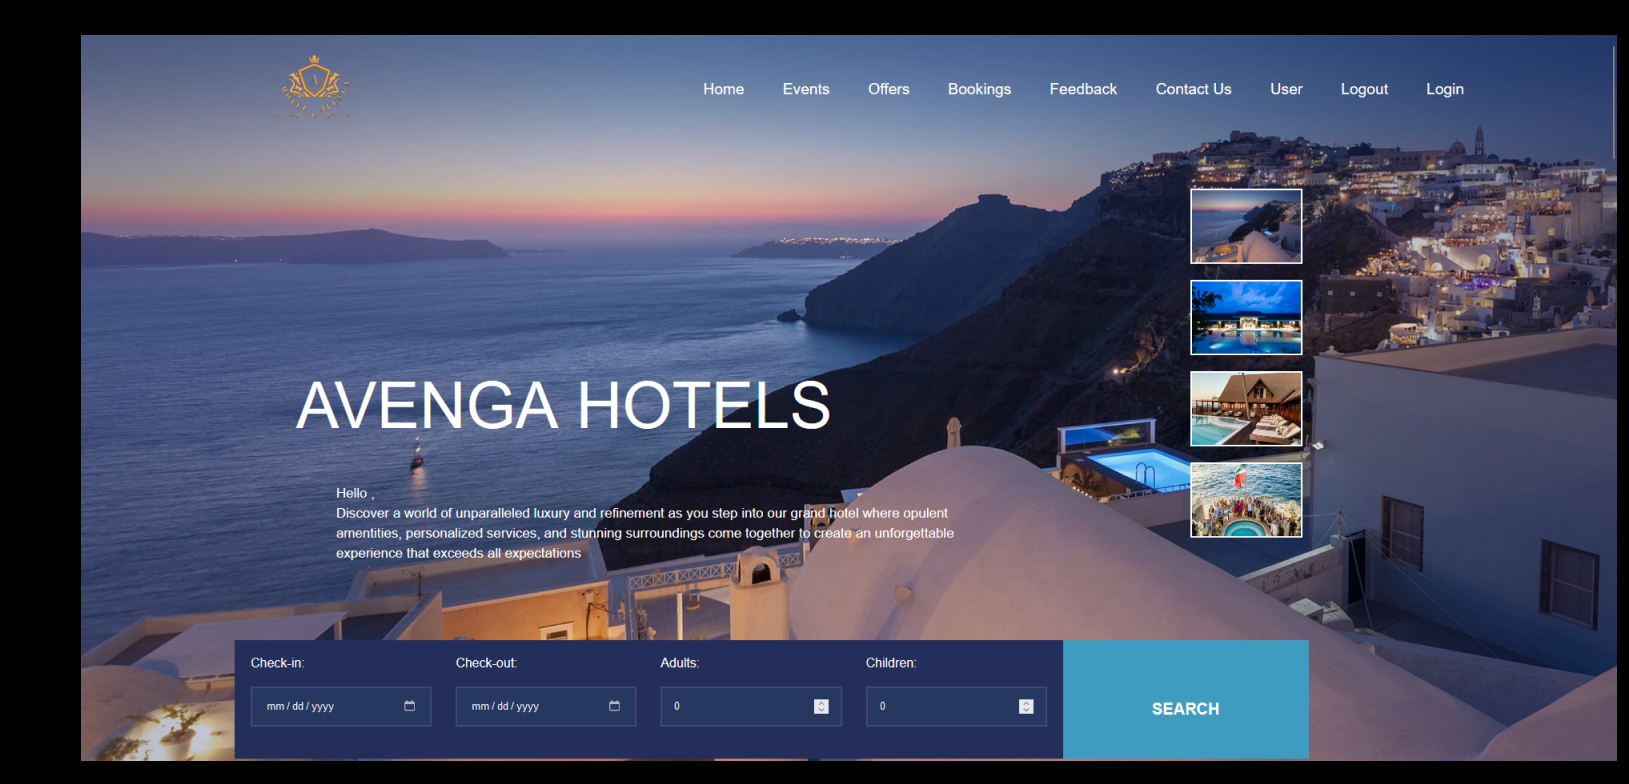 Home Events Offers Bookings Feedback Contact Us User Logout Login
AVENGA HOTELS
Hello ,
Discover a world of unparalleled luxury and refinement as you step into our grand hotel where opulent
amentities, personalized services, and stunning surroundings come together to create an unforgettable
experience that exceeds all expectations
Check-in: Check-out: Adults: Children:
mm / dd / yyyy mm / dd / yyyy 0 0
SEARCH